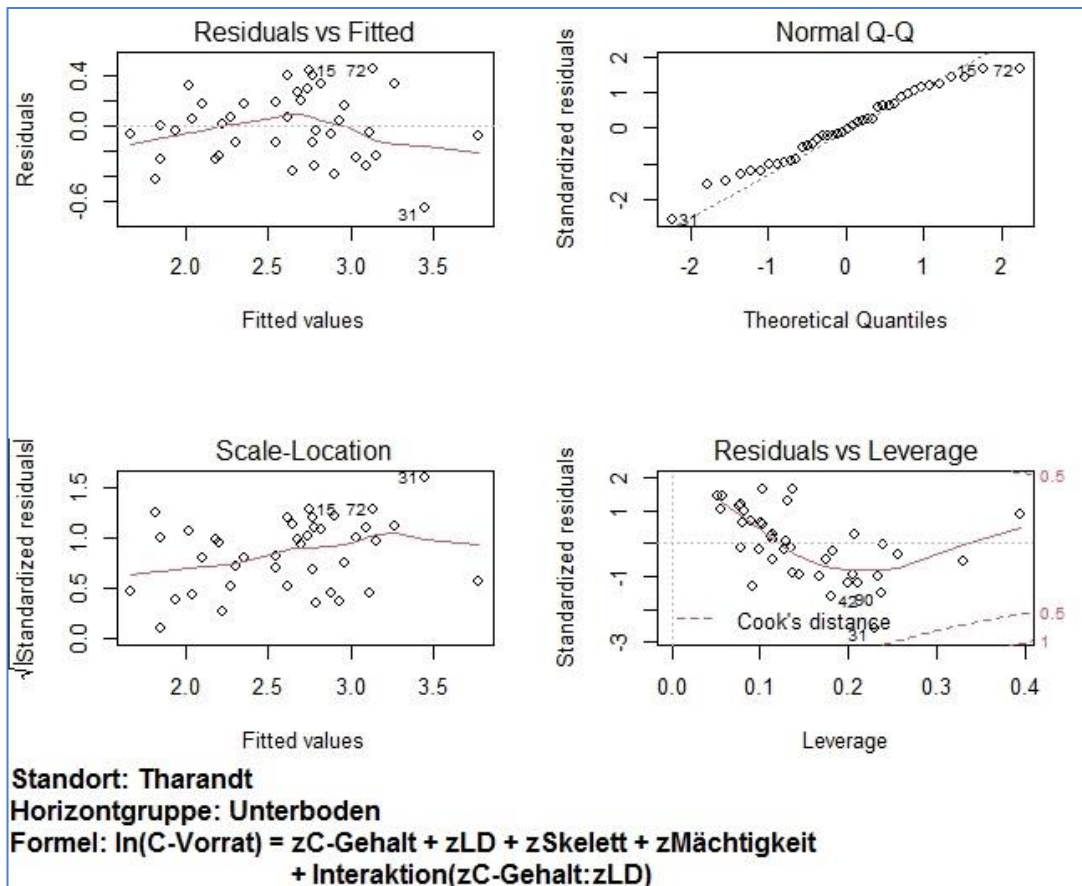 Residuals vs Fitted
Residuals
0.4
0.0
-0.6
15
72
31
2.0
2.5
3.0
3.5
Fitted values
Normal Q-Q
Standardized residuals
2
1
0
-2
15
72
31
-2
-1
0
1
2
Theoretical Quantiles
Scale-Location
√|Standardized residuals|
1.5
1.0
0.5
0.0
31
15
72
2.0
2.5
3.0
3.5
Fitted values
Residuals vs Leverage
Standardized residuals
2
1
-1
-3
0.5
0.5
1
42
90
31
Cook's distance
0.0
0.1
0.2
0.3
0.4
Leverage
Standort: Tharandt
Horizontgruppe: Unterboden
Formel: ln(C-Vorrat) = zC-Gehalt + zLD + zSkelett + zMächtigkeit
+ Interaktion(zC-Gehalt:zLD)